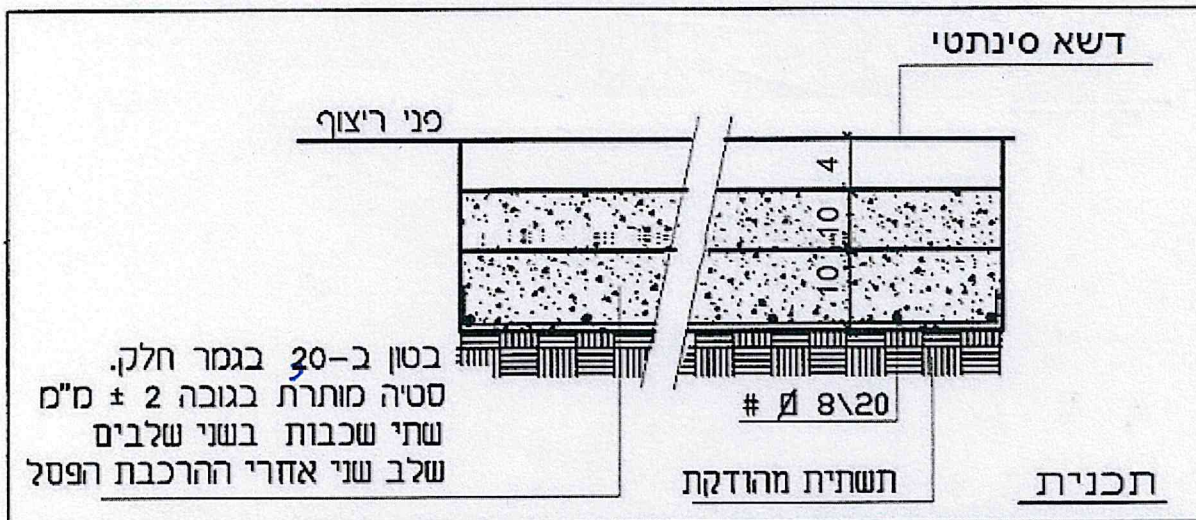 דשא סינתטי
פני ריצוף
4
10
10
בטון ב-20 בגמר חלק.
סטיה מותרת בגובה 2 ± מ"מ
שתי שכבות בשני שלבים
שלב שני אחרי ההרכבת הפסל
# Ø 8\20
תשתית מהודקת
תכנית